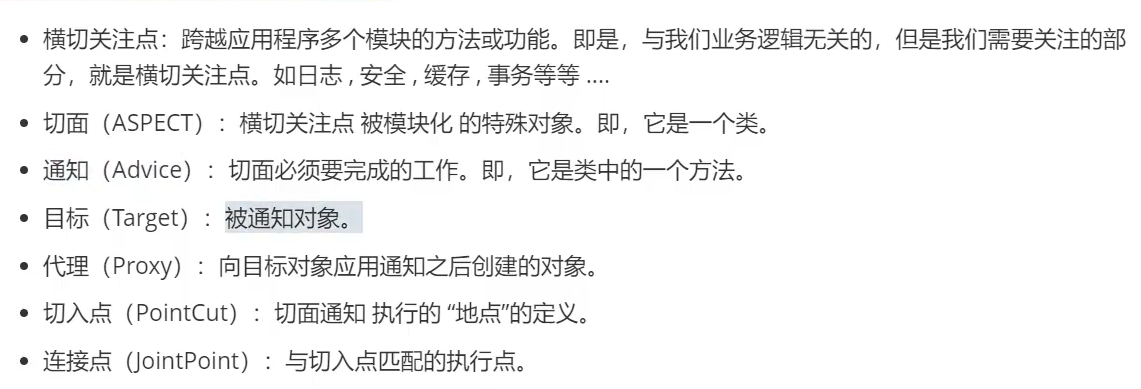 横切关注点：跨越应用程序多个模块的方法或功能。即是，与我们业务逻辑无关的，但是我们需要关注的部
分，就是横切关注点。如日志 , 安全 , 缓存 , 事务等等 ....
切面（ASPECT）：横切关注点 被模块化 的特殊对象。即，它是一个类。
通知（Advice）：切面必须要完成的工作。即，它是类中的一个方法。
目标（Target）：被通知对象。
代理（Proxy）：向目标对象应用通知之后创建的对象。
切入点（PointCut）：切面通知 执行的 “地点”的定义。
连接点（JointPoint）：与切入点匹配的执行点。